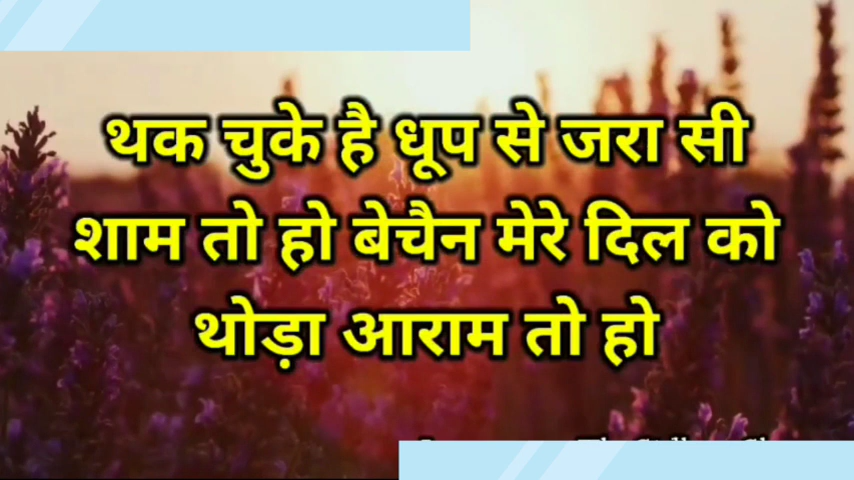 थक चुके है धूप से जरा सी
शाम तो हो बेचैन मेरे दिल को
थोड़ा आराम तो हो